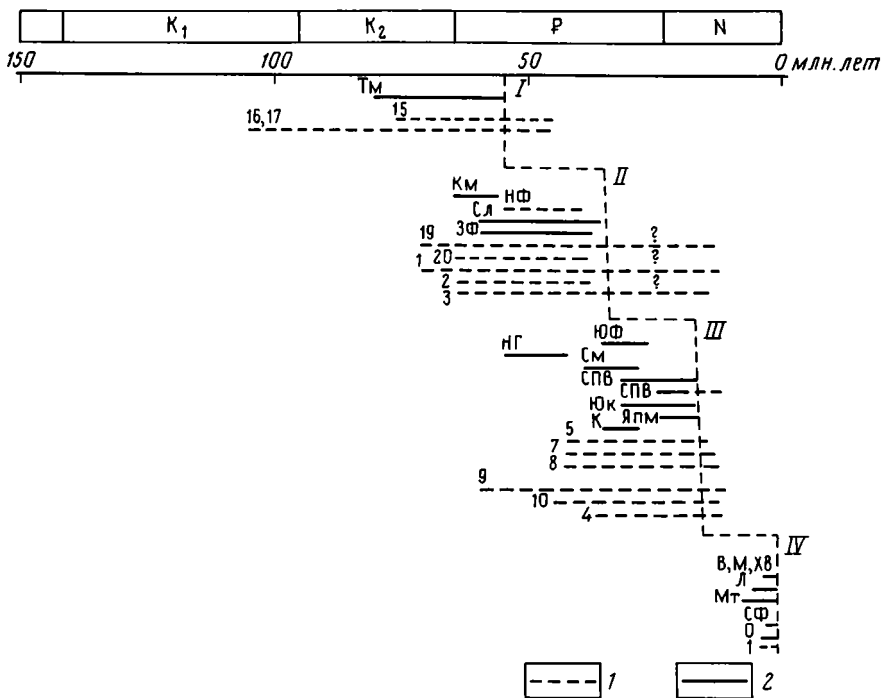 K₁ K₂ ₽ N
150 100 50 0 млн. лет
I
Тм
15
16,17
II
Км
НФ
Сл
ЗФ
19 ?
20 ?
1
2 ?
3
III
ЮФ
НГ
См
СПВ
СПВ
Юк
Япм
К
5
7
8
9
10
4
IV
В,М,ХВ
Л
Мт
СФ
0
1
1 2